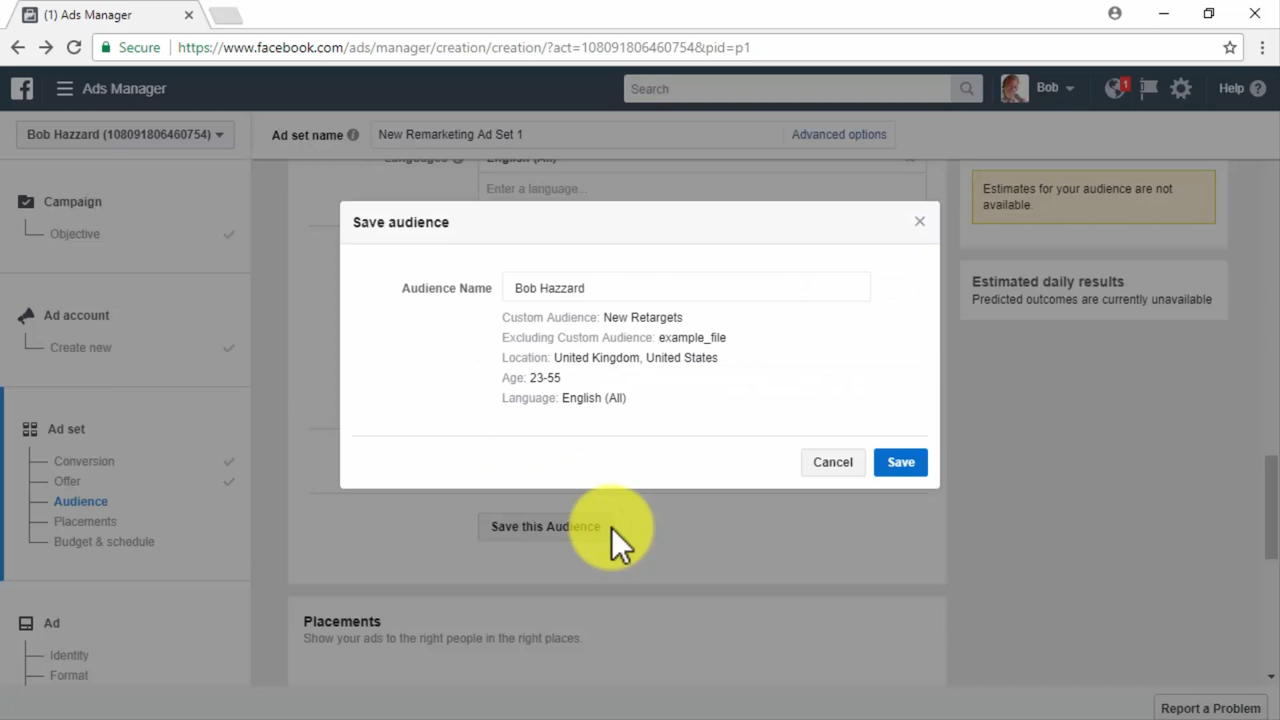 (1) Ads Manager
Secure https://www.facebook.com/ads/manager/creation/creation/?act=108091806460754&pid=p1
Ads Manager
Search
Bob
1
Help ?
Bob Hazzard (108091806460754)
Ad set name
New Remarketing Ad Set 1
Advanced options
Campaign
Objective
Ad account
Create new
Ad set
Conversion
Offer
Audience
Placements
Budget & schedule
Ad
Identity
Format
Languages
English (All)
Enter a language...
Save audience
Audience Name Bob Hazzard
Custom Audience: New Retargets
Excluding Custom Audience: example_file
Location: United Kingdom, United States
Age: 23-55
Language: English (All)
Cancel
Save
Save this Audience
Placements
Show your ads to the right people in the right places.
Estimates for your audience are not
available.
Estimated daily results
Predicted outcomes are currently unavailable
Report a Problem